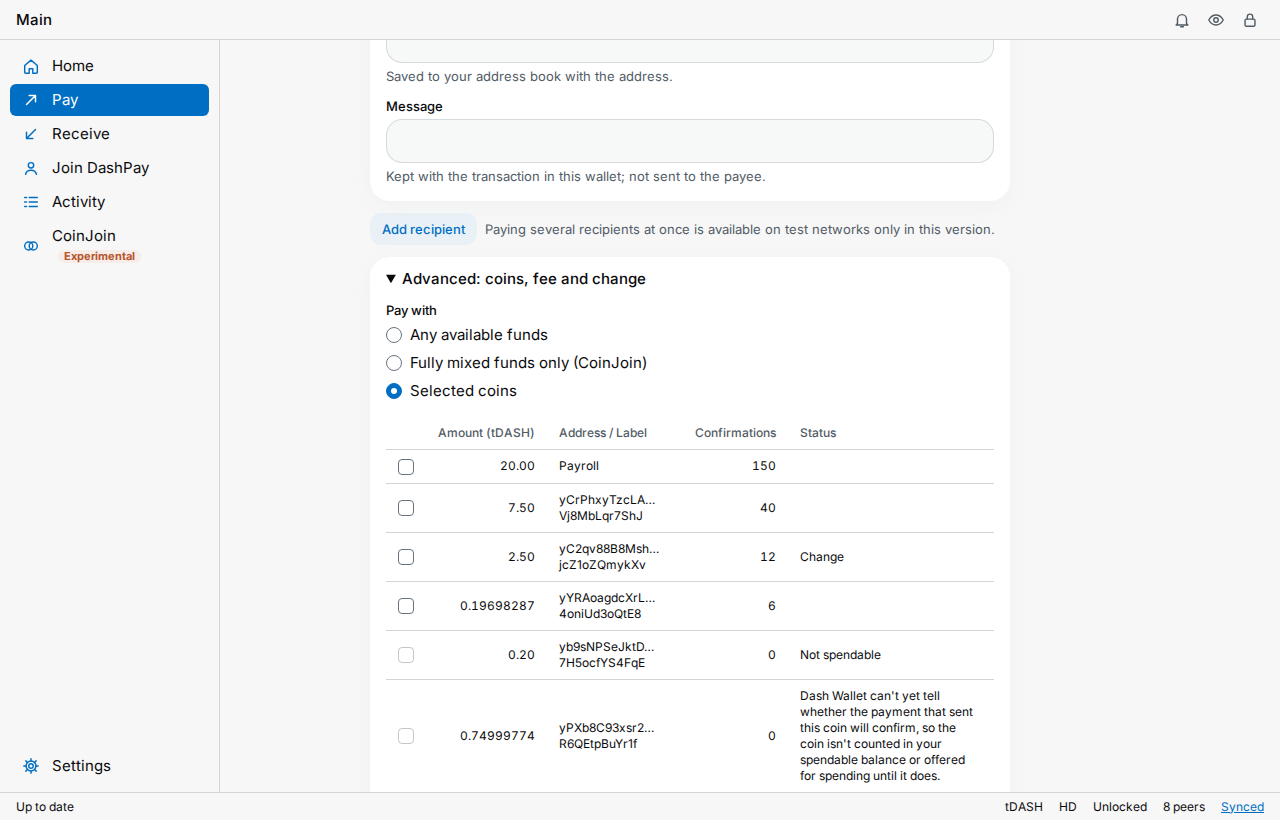 Main
Home
Pay
Receive
Join DashPay
Activity
CoinJoin
Experimental
Settings
Saved to your address book with the address.
Message
Kept with the transaction in this wallet; not sent to the payee.
Add recipient Paying several recipients at once is available on test networks only in this version.
Advanced: coins, fee and change
Pay with
Any available funds
Fully mixed funds only (CoinJoin)
Selected coins
Amount (tDASH) Address / Label Confirmations Status
20.00 Payroll 150
7.50 yCrPhxyTzcLA... 40
Vj8MbLqr7ShJ
2.50 yC2qv88B8Msh... 12 Change
jcZ1oZQmykXv
0.19698287 yYRAoagdcXrL... 6
4oniUd3oQtE8
0.20 yb9sNPSeJktD... 0 Not spendable
7H5ocfYS4FqE
0.74999774 yPXb8C93xsr2... 0
R6QEtpBuYr1f
Dash Wallet can't yet tell
whether the payment that sent
this coin will confirm, so the
coin isn't counted in your
spendable balance or offered
for spending until it does.
Up to date tDASH HD Unlocked 8 peers Synced